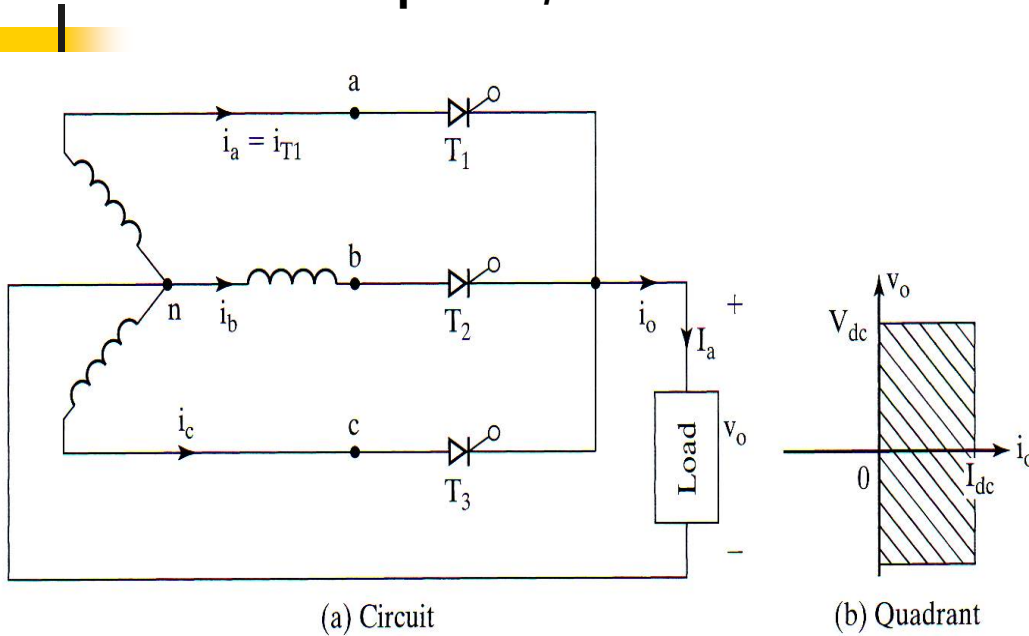 a
i_a = i_T1
T_1
b
n
i_b
T_2
i_o
+
I_a
i_c
c
T_3
Load
v_o
−
(a) Circuit
v_o
V_dc
0
I_dc
(b) Quadrant